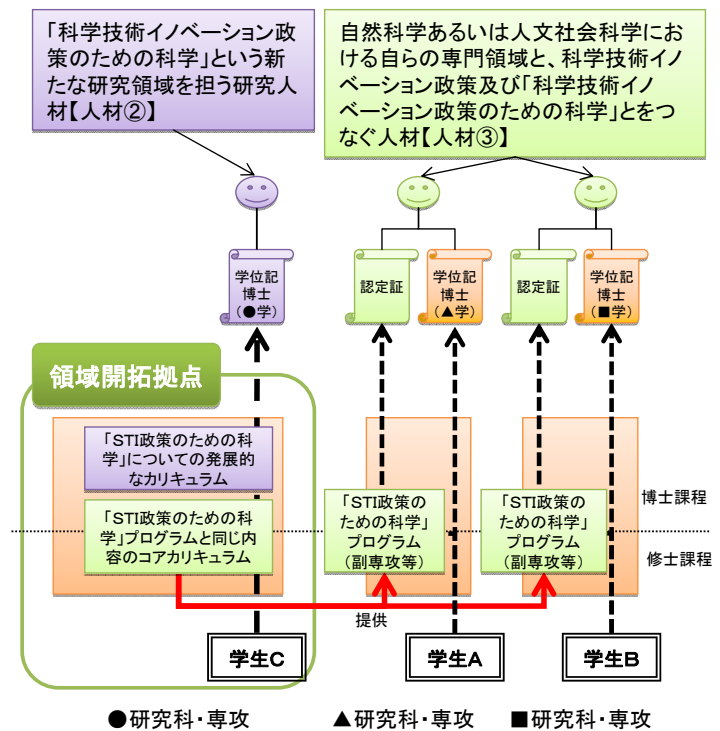 「科学技術イノベーション政
策のための科学」という新
たな研究領域を担う研究人
材【人材②】
自然科学あるいは人文社会科学にお
ける自らの専門領域と、科学技術イノ
ベーション政策及び「科学技術イノ
ベーション政策のための科学」とをつ
なぐ人材【人材③】
学位記
博士
(●学)
認定証
学位記
博士
(▲学)
認定証
学位記
博士
(■学)
領域開拓拠点
「STI政策のための科
学」についての発展的
なカリキュラム
「STI政策のための科
学」プログラムと同じ内
容のコアカリキュラム
「STI政策の
ための科学」
プログラム
(副専攻等)
「STI政策の
ための科学」
プログラム
(副専攻等)
博士課程
修士課程
提供
学生C
学生A
学生B
●研究科・専攻
▲研究科・専攻
■研究科・専攻